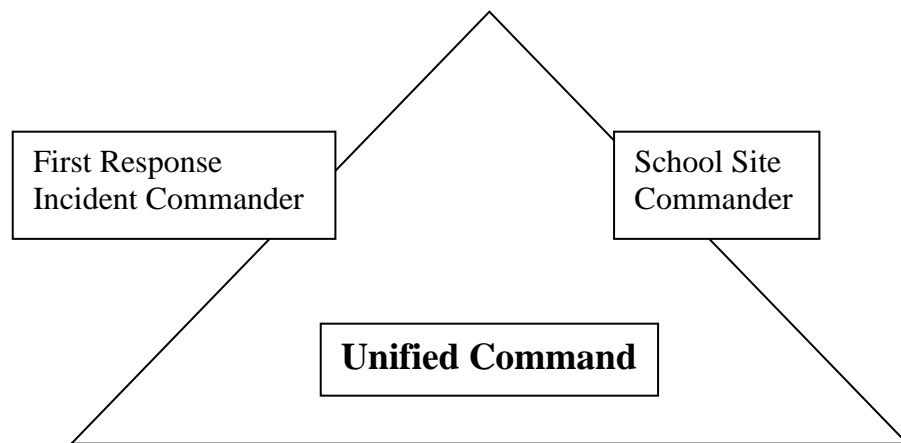 First Response
Incident Commander
School Site
Commander
Unified Command